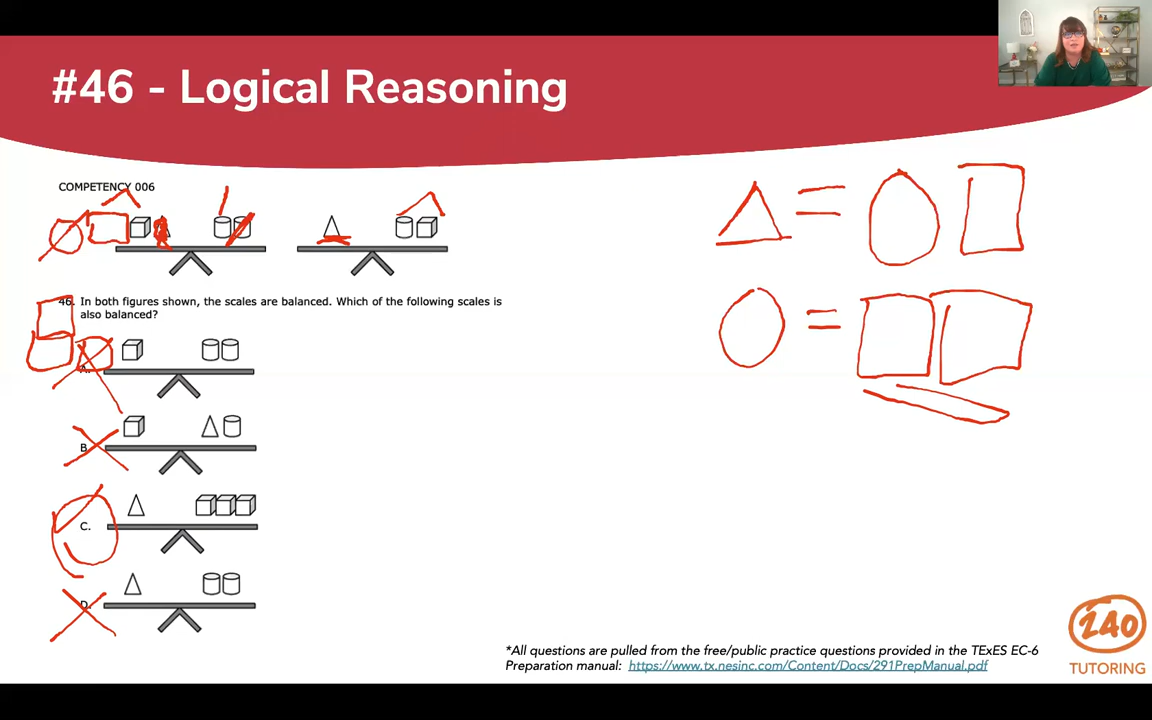 #46 - Logical Reasoning
COMPETENCY 006
46. In both figures shown, the scales are balanced. Which of the following scales is
also balanced?
A.
B
C.
D.
*All questions are pulled from the free/public practice questions provided in the TExES EC-6
Preparation manual: https://www.tx.nesinc.com/Content/Docs/291PrepManual.pdf
240
TUTORING